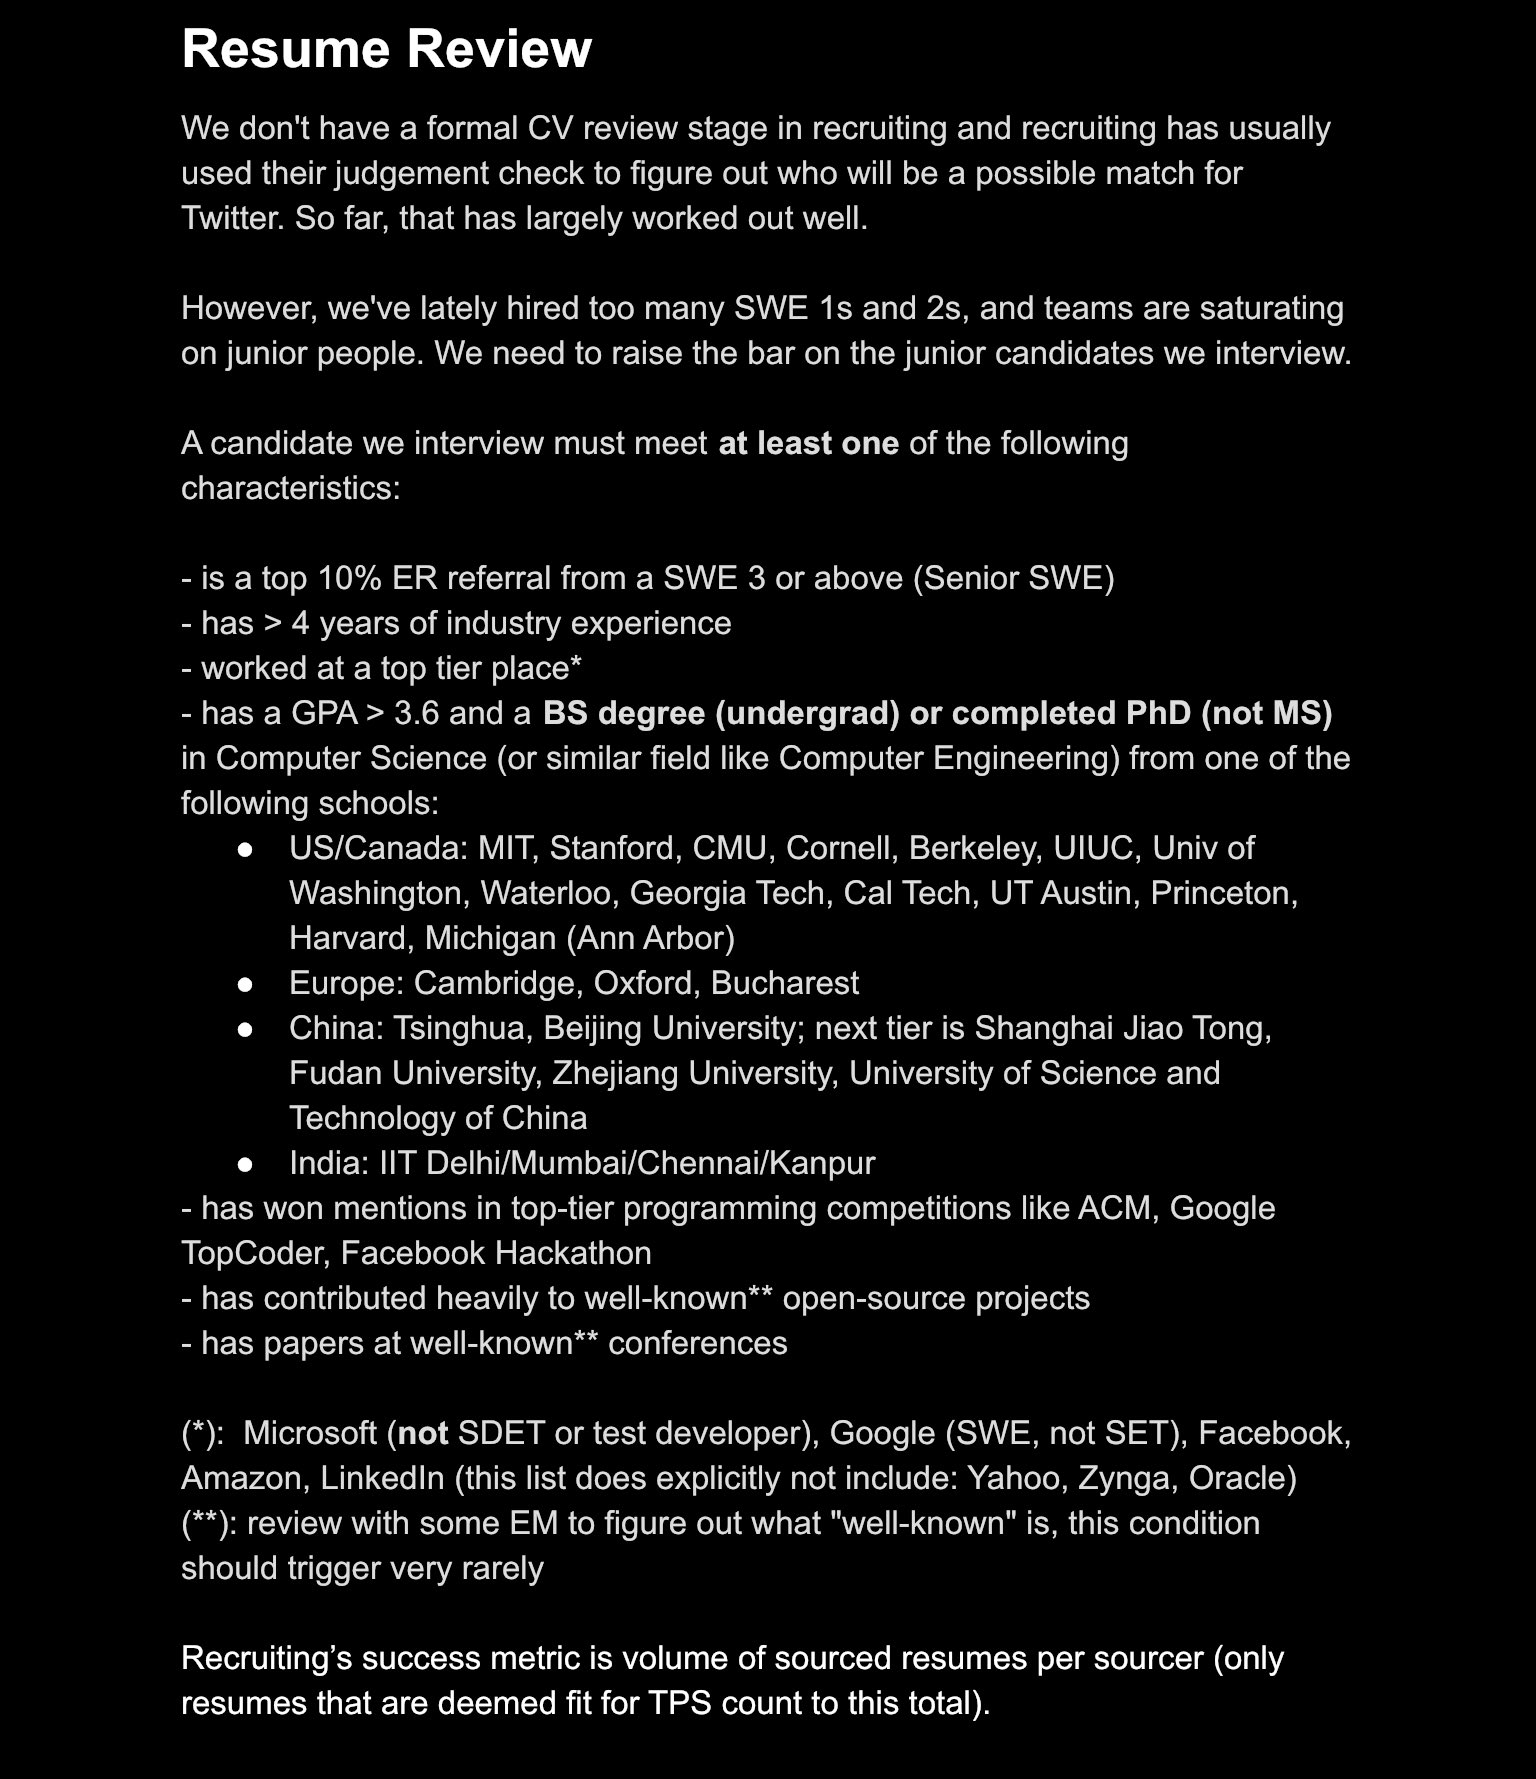 Resume Review
We don't have a formal CV review stage in recruiting and recruiting has usually
used their judgement check to figure out who will be a possible match for
Twitter. So far, that has largely worked out well.
However, we've lately hired too many SWE 1s and 2s, and teams are saturating
on junior people. We need to raise the bar on the junior candidates we interview.
A candidate we interview must meet at least one of the following
characteristics:
- is a top 10% ER referral from a SWE 3 or above (Senior SWE)
- has > 4 years of industry experience
- worked at a top tier place*
- has a GPA > 3.6 and a BS degree (undergrad) or completed PhD (not MS)
in Computer Science (or similar field like Computer Engineering) from one of the
following schools:
● US/Canada: MIT, Stanford, CMU, Cornell, Berkeley, UIUC, Univ of
Washington, Waterloo, Georgia Tech, Cal Tech, UT Austin, Princeton,
Harvard, Michigan (Ann Arbor)
● Europe: Cambridge, Oxford, Bucharest
● China: Tsinghua, Beijing University; next tier is Shanghai Jiao Tong,
Fudan University, Zhejiang University, University of Science and
Technology of China
● India: IIT Delhi/Mumbai/Chennai/Kanpur
- has won mentions in top-tier programming competitions like ACM, Google
TopCoder, Facebook Hackathon
- has contributed heavily to well-known** open-source projects
- has papers at well-known** conferences
(*):  Microsoft (not SDET or test developer), Google (SWE, not SET), Facebook,
Amazon, LinkedIn (this list does explicitly not include: Yahoo, Zynga, Oracle)
(**): review with some EM to figure out what "well-known" is, this condition
should trigger very rarely
Recruiting’s success metric is volume of sourced resumes per sourcer (only
resumes that are deemed fit for TPS count to this total).